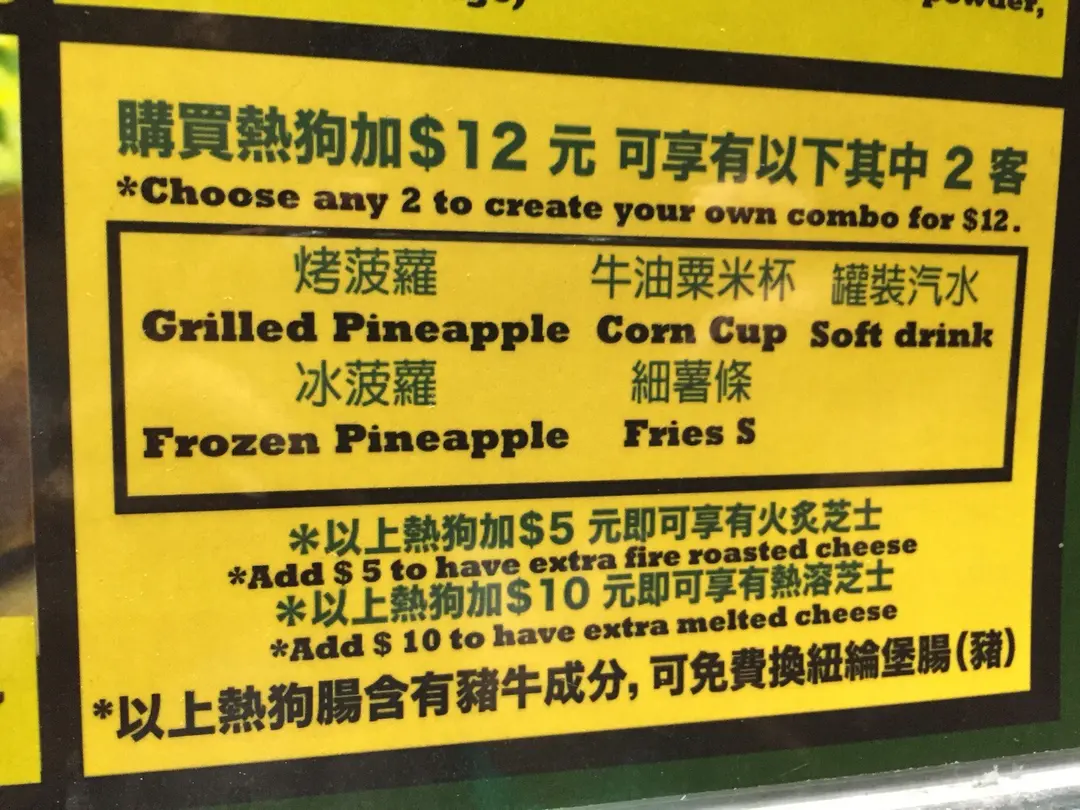 powder,
購買熱狗加$12 元 可享有以下其中 2 客
*Choose any 2 to create your own combo for $12.
烤菠蘿 牛油粟米杯 罐裝汽水
Grilled Pineapple Corn Cup Soft drink
冰菠蘿 細薯條
Frozen Pineapple Fries S
*以上熱狗加$5 元即可享有火炙芝士
*Add $ 5 to have extra fire roasted cheese
*以上熱狗加$10 元即可享有熱溶芝士
*Add $ 10 to have extra melted cheese
*以上熱狗腸含有豬牛成分, 可免費換紐綸堡腸(豬)